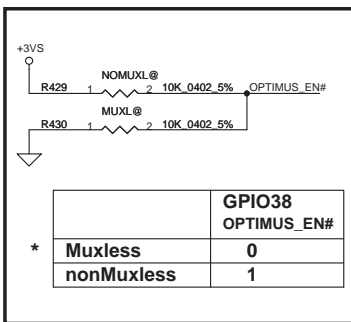 +3VS
NOMUXL@
R429 1 2 10K_0402_5% OPTIMUS_EN#
MUXL@
R430 1 2 10K_0402_5%
GPIO38
OPTIMUS_EN#
* Muxless 0
nonMuxless 1